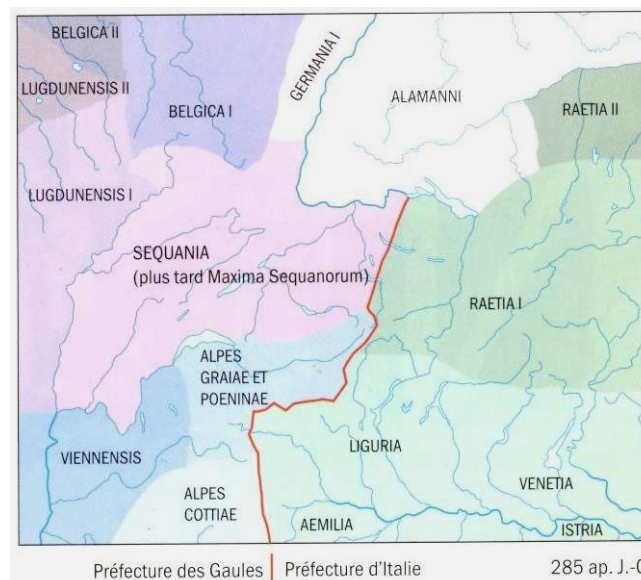 BELGICA II
LUGDUNENSIS II
BELGICA I
GERMANIA I
ALAMANNI
RAETIA II
LUGDUNENSIS I
SEQUANIA
(plus tard Maxima Sequanorum)
RAETIA I
ALPES
GRAIAE ET
POENINAE
VIENNENSIS
LIGURIA
VENETIA
ALPES
COTTIAE
AEMILIA
ISTRIA
Préfecture des Gaules
Préfecture d'Italie
285 ap. J.-C